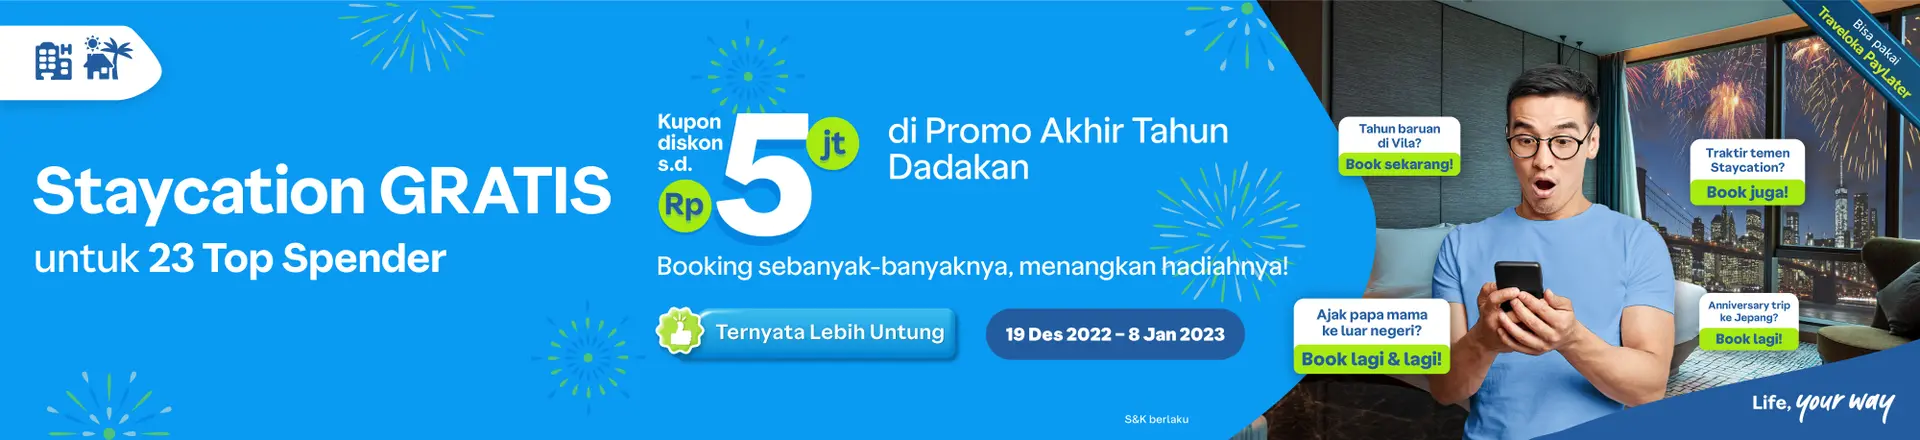 Staycation GRATIS
untuk 23 Top Spender
Kupon
diskon
s.d.
Rp 5 jt
di Promo Akhir Tahun
Dadakan
Booking sebanyak-banyaknya, menangkan hadiahnya!
Ternyata Lebih Untung
19 Des 2022 – 8 Jan 2023
S&K berlaku
Tahun baruan
di Vila?
Book sekarang!
Traktir temen
Staycation?
Book juga!
Ajak papa mama
ke luar negeri?
Book lagi & lagi!
Anniversary trip
ke Jepang?
Book lagi!
Bisa pakai
Traveloka PayLater
Life, your way
H